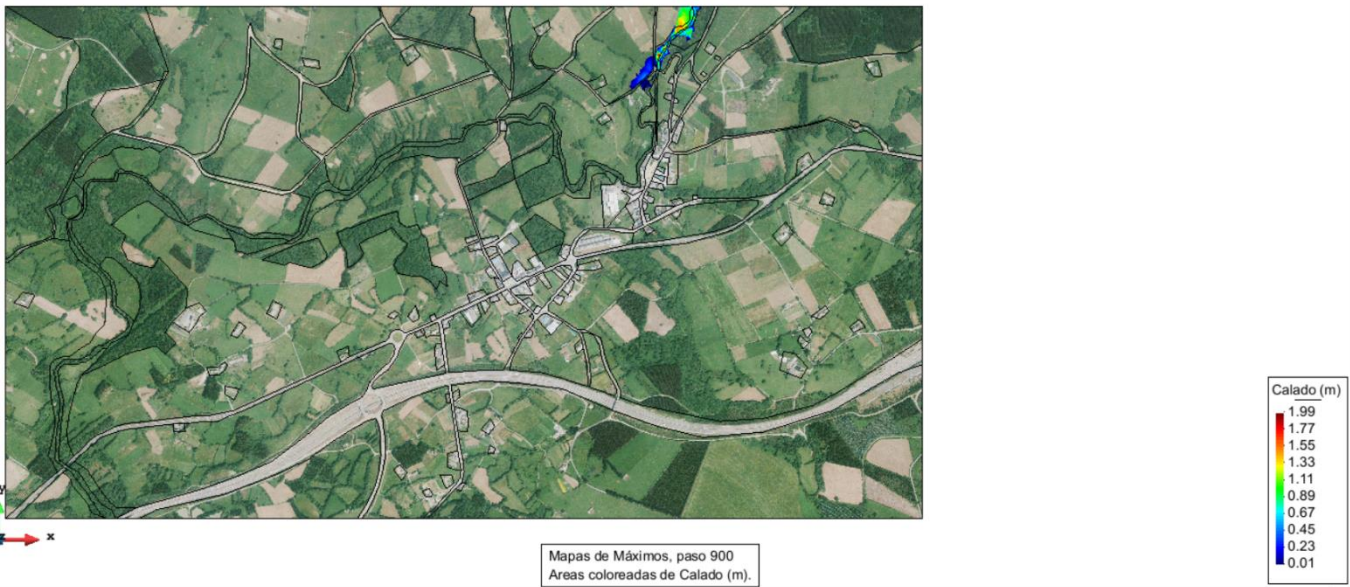 Calado (m)
1.99
1.77
1.55
1.33
1.11
0.89
0.67
0.45
0.23
0.01
y
x
Mapas de Máximos, paso 900
Areas coloreadas de Calado (m).